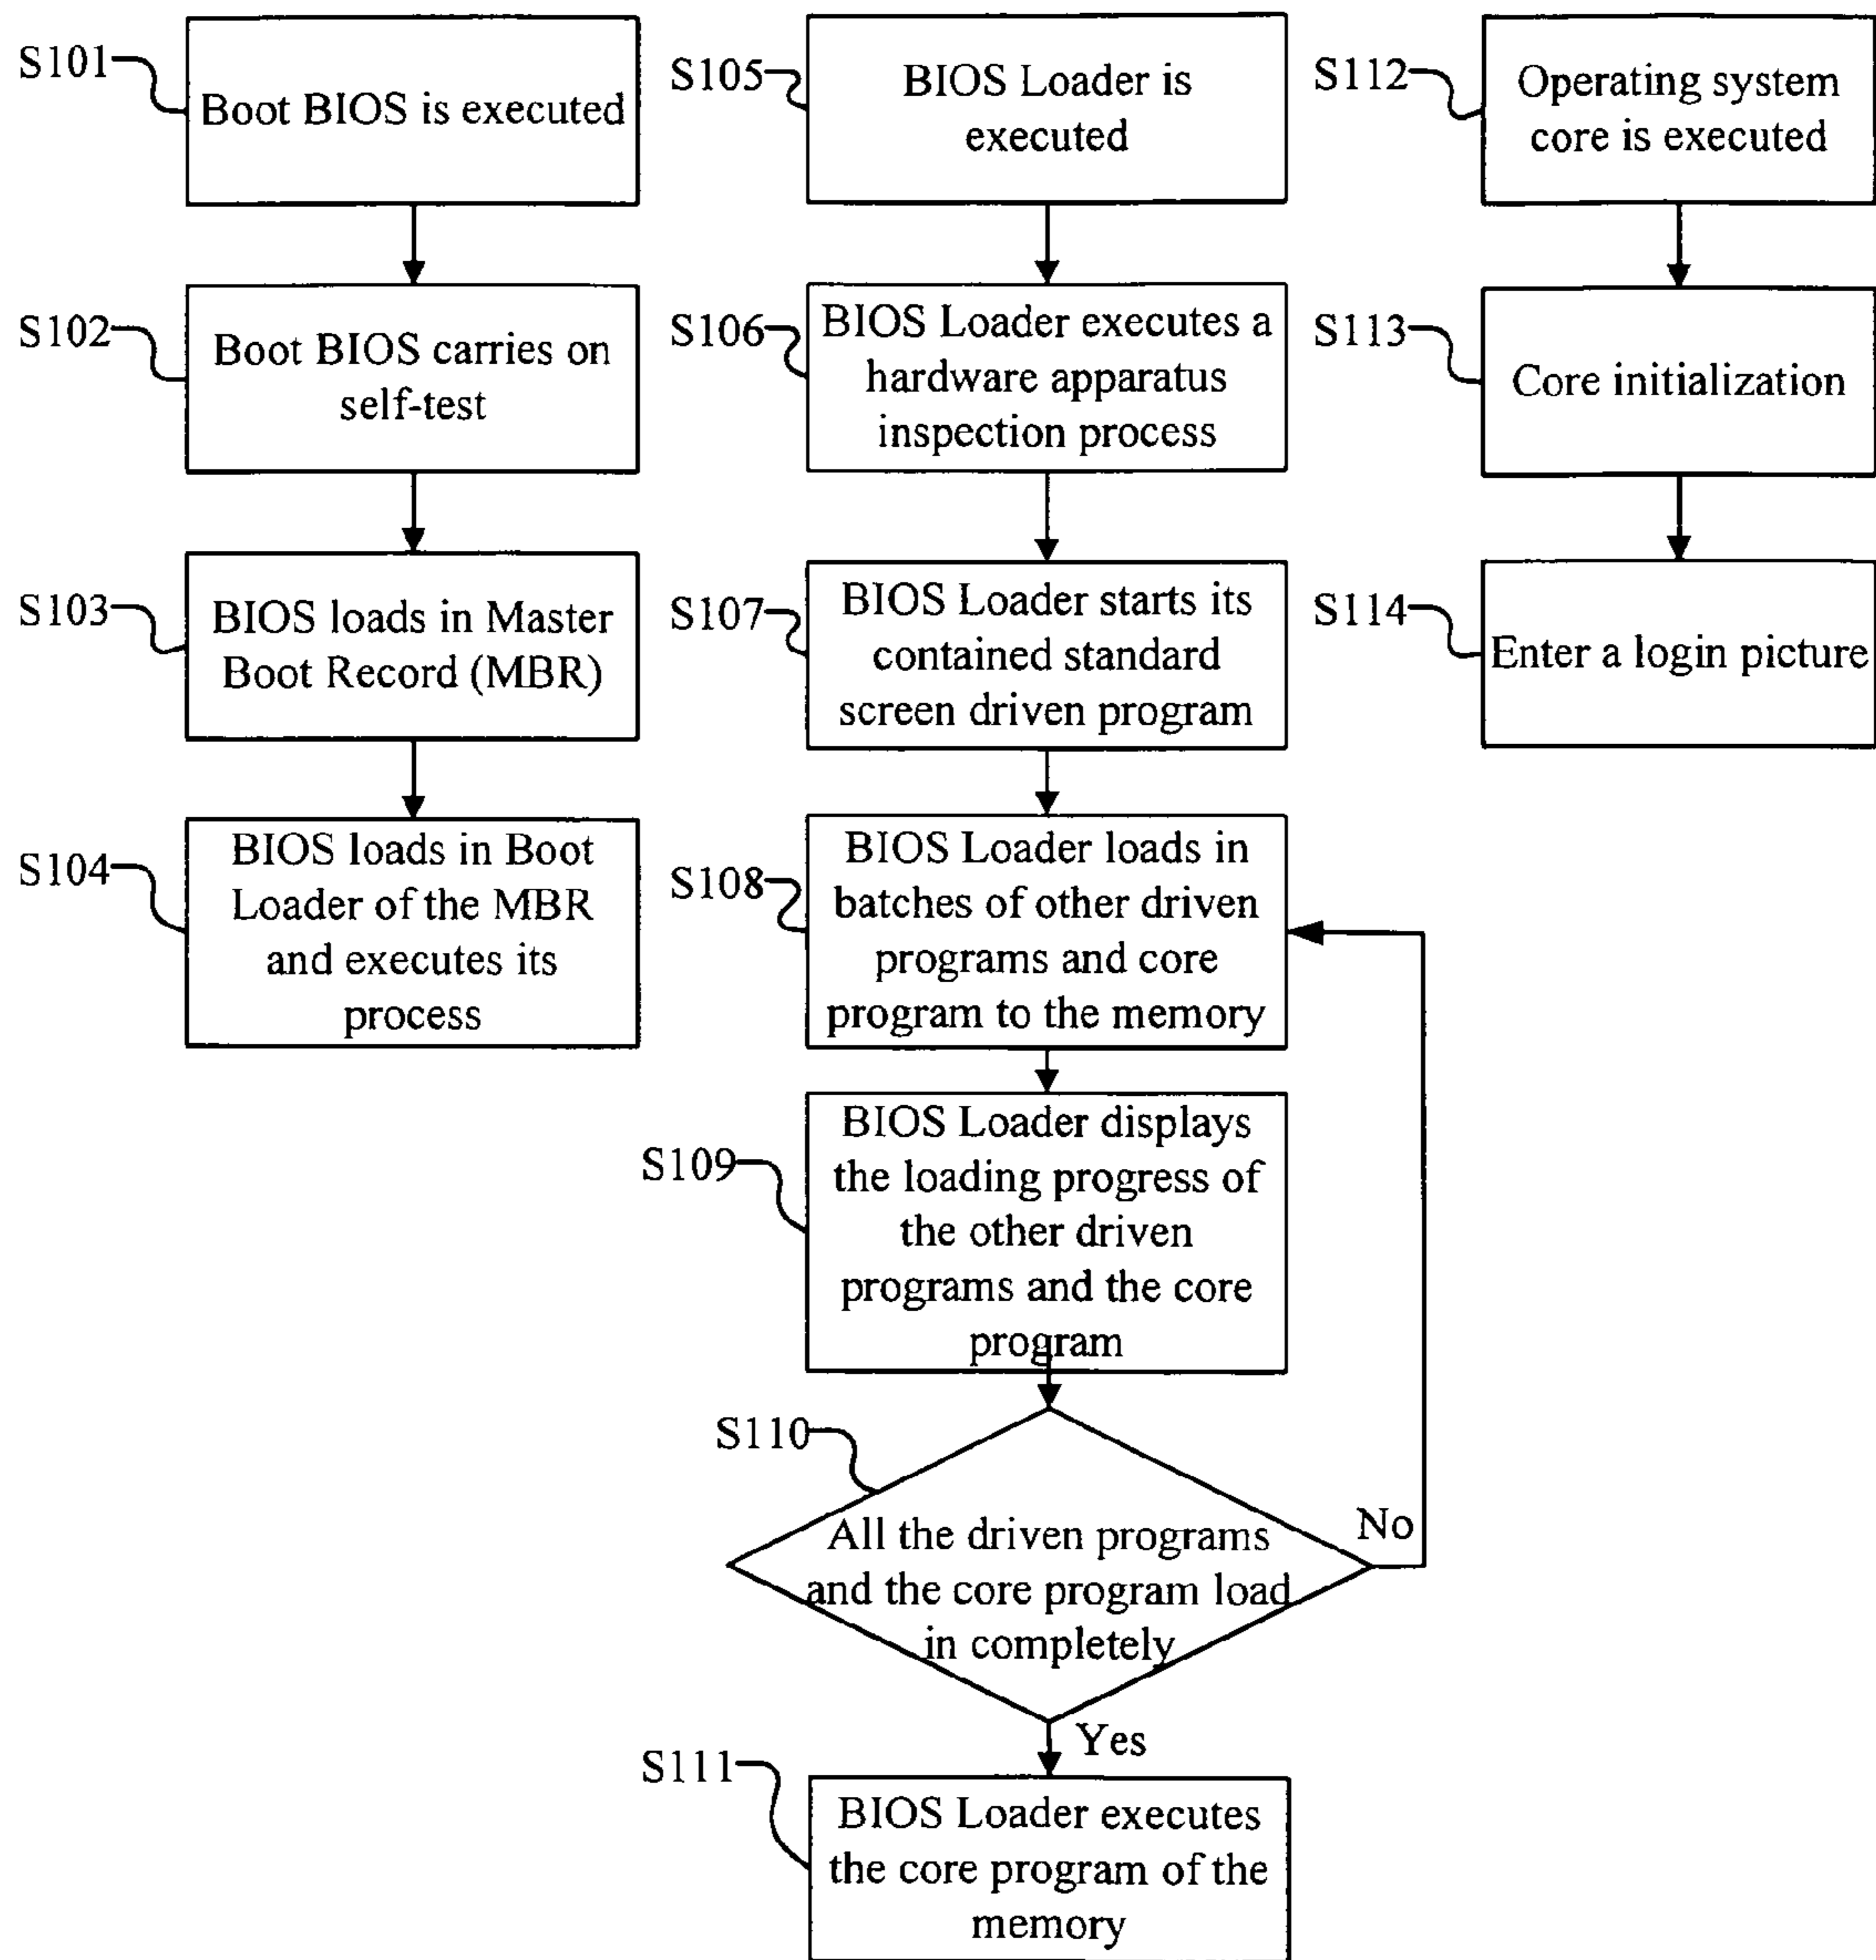 S101
Boot BIOS is executed
S102
Boot BIOS carries on
self-test
S103
BIOS loads in Master
Boot Record (MBR)
S104
BIOS loads in Boot
Loader of the MBR
and executes its
process
S105
BIOS Loader is
executed
S106
BIOS Loader executes a
hardware apparatus
inspection process
S107
BIOS Loader starts its
contained standard
screen driven program
S108
BIOS Loader loads in
batches of other driven
programs and core
program to the memory
S109
BIOS Loader displays
the loading progress of
the other driven
programs and the core
program
S110
All the driven programs
and the core program load
in completely
No
Yes
S111
BIOS Loader executes
the core program of the
memory
S112
Operating system
core is executed
S113
Core initialization
S114
Enter a login picture